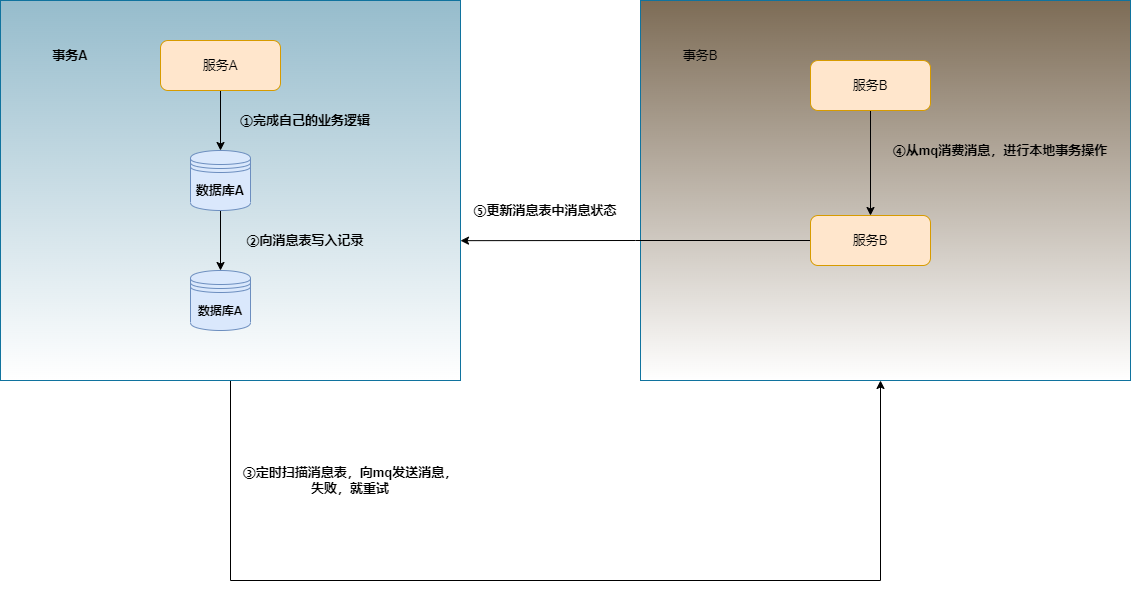 事务A
服务A
①完成自己的业务逻辑
数据库A
②向消息表写入记录
数据库A
事务B
服务B
④从mq消费消息，进行本地事务操作
服务B
⑤更新消息表中消息状态
③定时扫描消息表，向mq发送消息，
失败，就重试